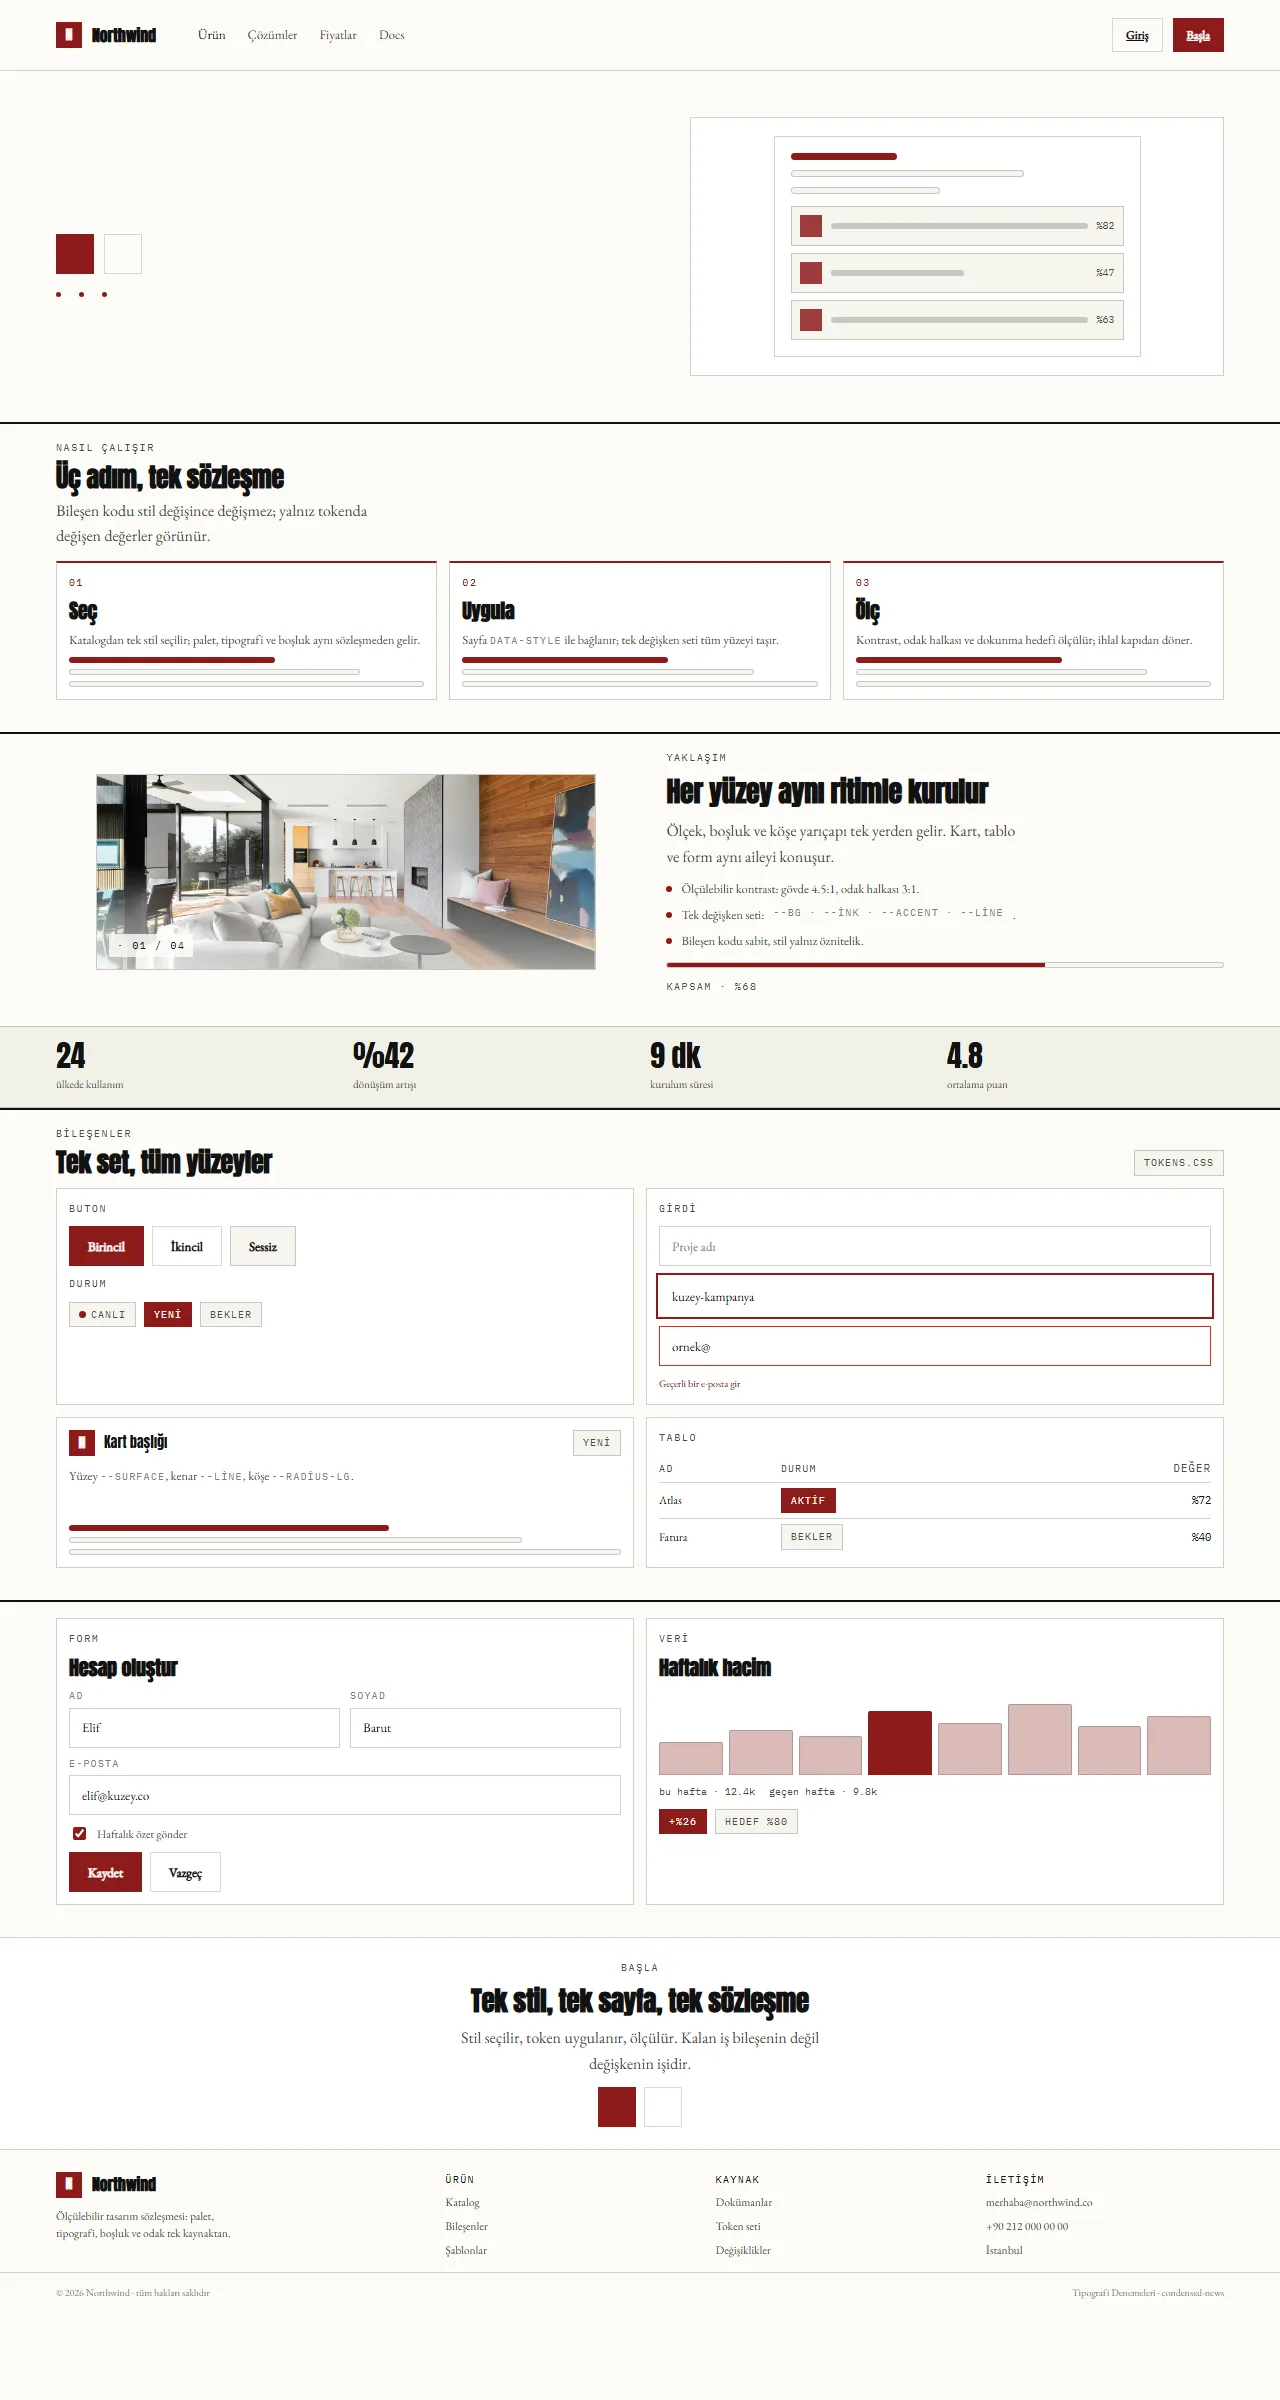 Northwind
Ürün
Çözümler
Fiyatlar
Docs
Giriş
Başla
%82
%47
%63
NASIL ÇALIŞIR
Üç adım, tek sözleşme
Bileşen kodu stil değişince değişmez; yalnız tokenda
değişen değerler görünür.
01
Seç
Katalogdan tek stil seçilir; palet, tipografi ve boşluk aynı sözleşmeden gelir.
02
Uygula
Sayfa DATA-STYLE ile bağlanır; tek değişken seti tüm yüzeyi taşır.
03
Ölç
Kontrast, odak halkası ve dokunma hedefi ölçülür; ihlal kapıdan döner.
· 01 / 04
YAKLAŞIM
Her yüzey aynı ritimle kurulur
Ölçek, boşluk ve köşe yarıçapı tek yerden gelir. Kart, tablo
ve form aynı aileyi konuşur.
Ölçülebilir kontrast: gövde 4.5:1, odak halkası 3:1.
Tek değişken seti: --BG · --İNK · --ACCENT · --LİNE .
Bileşen kodu sabit, stil yalnız öznitelik.
KAPSAM · %68
24
ülkede kullanım
%42
dönüşüm artışı
9 dk
kurulum süresi
4.8
ortalama puan
BİLEŞENLER
Tek set, tüm yüzeyler
TOKENS.CSS
BUTON
Birincil
İkincil
Sessiz
DURUM
CANLI
YENİ
BEKLER
GİRDİ
Proje adı
kuzey-kampanya
ornek@
Geçerli bir e-posta gir
Kart başlığı
YENİ
Yüzey --SURFACE, kenar --LİNE, köşe --RADİUS-LG.
TABLO
AD DURUM DEĞER
Atlas AKTİF %72
Fatura BEKLER %40
FORM
Hesap oluştur
AD
SOYAD
Elif
Barut
E-POSTA
elif@kuzey.co
Haftalık özet gönder
Kaydet
Vazgeç
VERİ
Haftalık hacim
bu hafta · 12.4k geçen hafta · 9.8k
+%26
HEDEF %80
BAŞLA
Tek stil, tek sayfa, tek sözleşme
Stil seçilir, token uygulanır, ölçülür. Kalan iş bileşenin değil
değişkenin işidir.
Northwind
Ölçülebilir tasarım sözleşmesi: palet,
tipografi, boşluk ve odak tek kaynaktan.
ÜRÜN
Katalog
Bileşenler
Şablonlar
KAYNAK
Dokümanlar
Token seti
Değişiklikler
İLETİŞİM
merhaba@northwind.co
+90 212 000 00 00
İstanbul
© 2026 Northwind · tüm hakları saklıdır
Tipografi Denemeleri · condensed-news